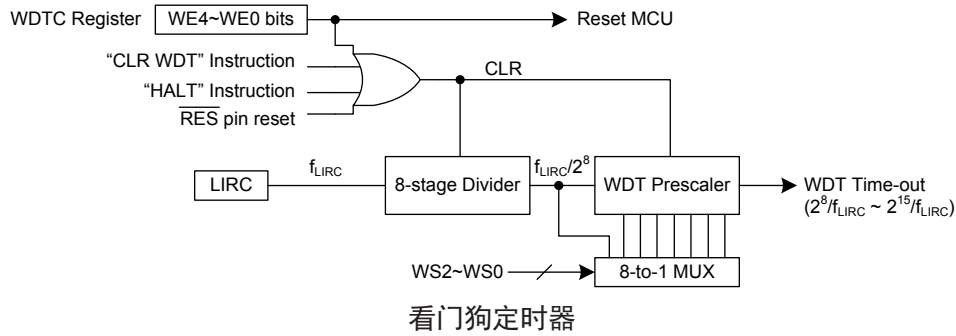 WDTC Register
WE4~WE0 bits
Reset MCU
“CLR WDT” Instruction
“HALT” Instruction
RES pin reset
CLR
LIRC
fLIRC
8-stage Divider
fLIRC/2⁸
WDT Prescaler
WDT Time-out
(2⁸/fLIRC ~ 2¹⁵/fLIRC)
WS2~WS0
8-to-1 MUX
看门狗定时器